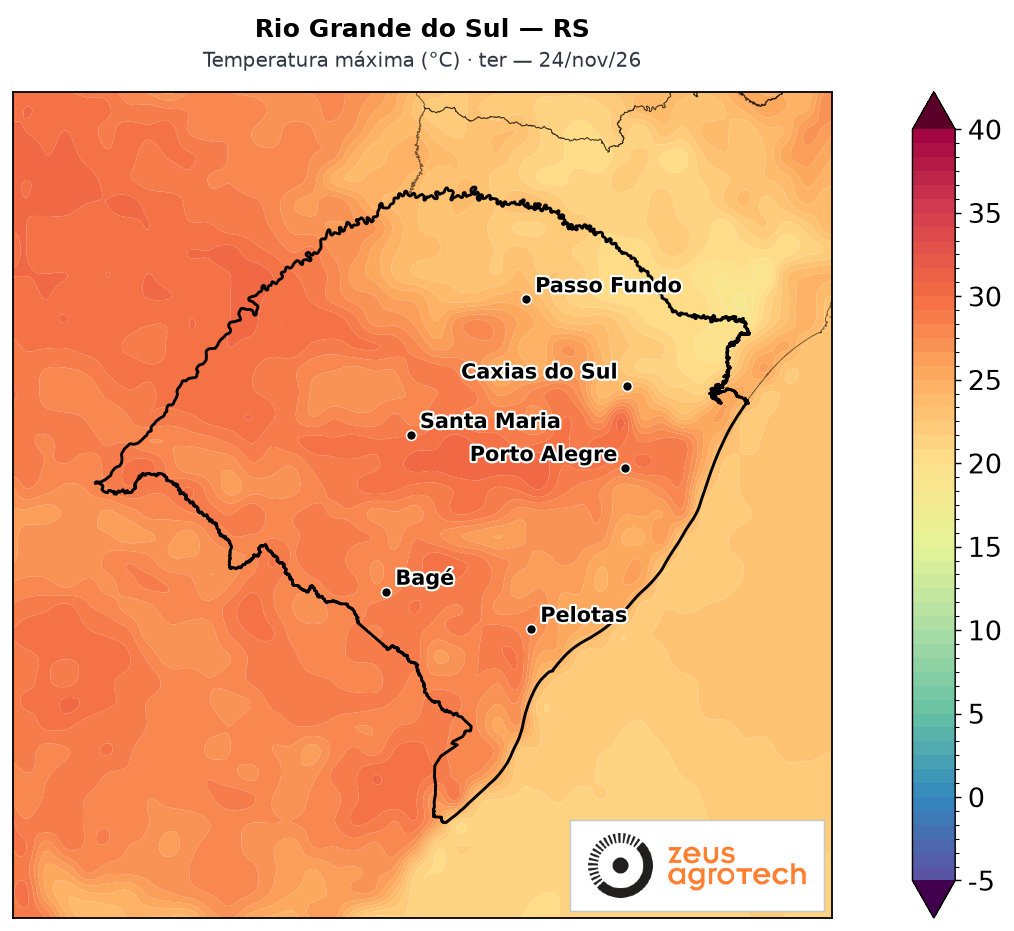 Rio Grande do Sul — RS
Temperatura máxima (°C) · ter — 24/nov/26
Passo Fundo
Caxias do Sul
Santa Maria
Porto Alegre
Bagé
Pelotas
40
35
30
25
20
15
10
5
0
-5
zeus
agrotech